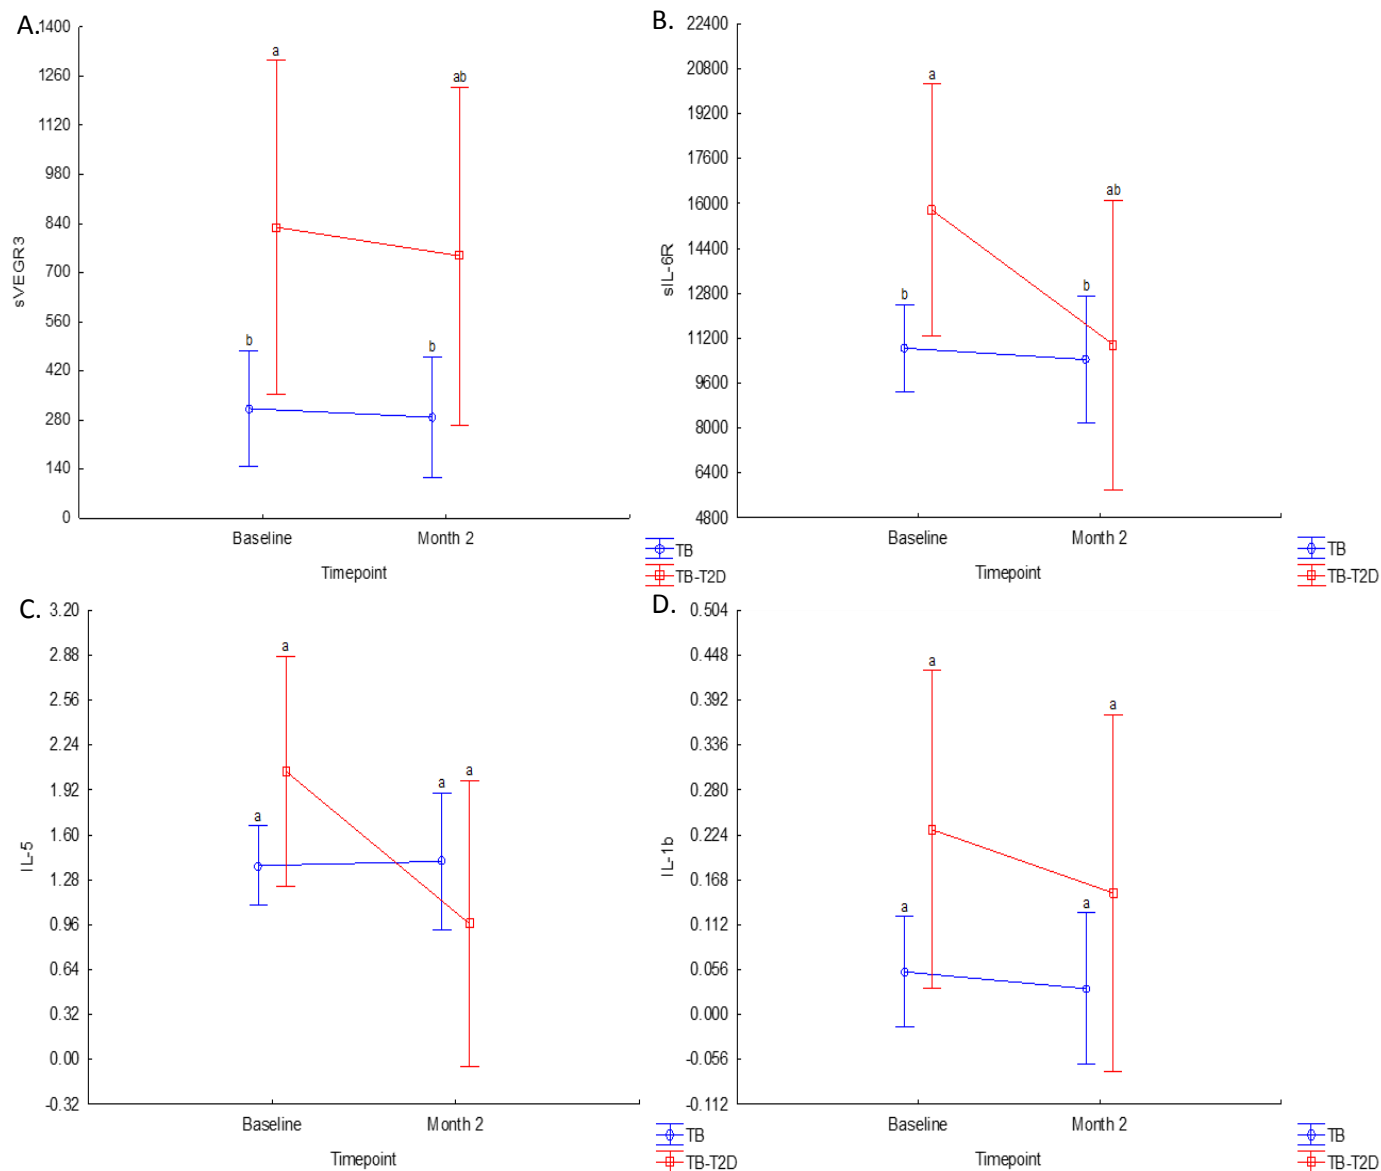 A.
1400
1260
1120
980
840
700
560
420
280
140
0
sVEGR3
a
ab
b
b
Baseline Month 2
Timepoint
TB
TB-T2D
B.
22400
20800
19200
17600
16000
14400
12800
11200
9600
8000
6400
4800
sIL-6R
a
ab
b
b
Baseline Month 2
Timepoint
TB
TB-T2D
C.
3.20
2.88
2.56
2.24
1.92
1.60
1.28
0.96
0.64
0.32
0.00
-0.32
IL-5
a
a
a
a
Baseline Month 2
Timepoint
TB
TB-T2D
D.
0.504
0.448
0.392
0.336
0.280
0.224
0.168
0.112
0.056
0.000
-0.056
-0.112
IL-1b
a
a
a
a
Baseline Month 2
Timepoint
TB
TB-T2D